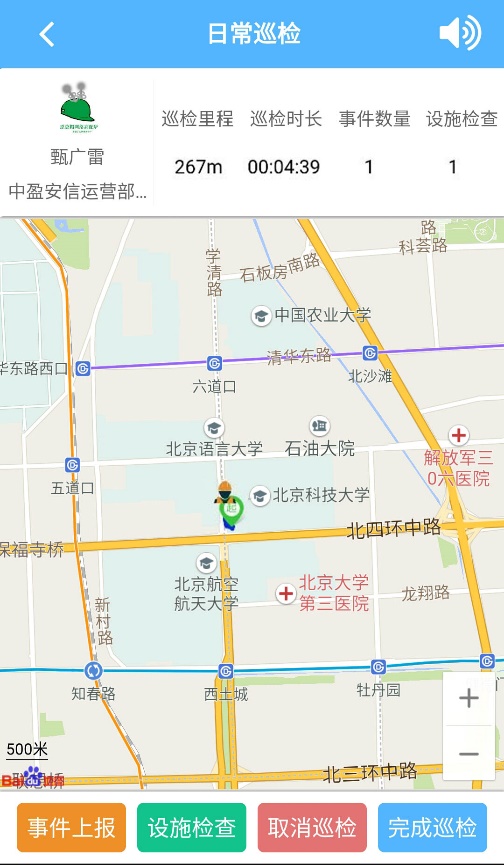 日常巡检
巡检里程
巡检时长
事件数量
设施检查
甄广雷
267m
00:04:39
1
1
中盈安信运营部...
路
科荟路
学清路
石板房南路
中国农业大学
清华东路
华东路西口
六道口
北沙滩
北京语言大学
石油大院
解放军三
0六医院
五道口
北京科技大学
起
北四环中路
保福寺桥
北京航空
航天大学
北京大学
第三医院
龙翔路
新村路
知春路
西土城
牡丹园
门
+
500米
−
Bai du
联想桥
北三环中路
事件上报
设施检查
取消巡检
完成巡检